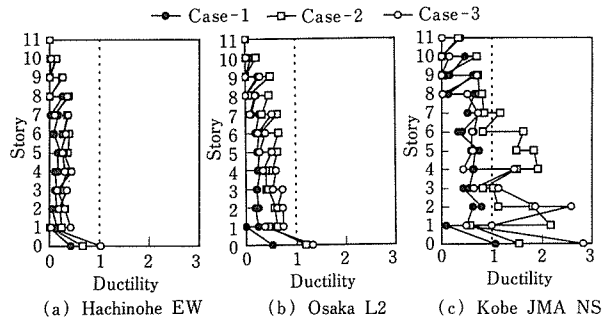 Case-1 Case-2 Case-3
11 11 11
10 10 10
9 9 9
8 8 8
7 7 7
6 6 6
5 5 5
4 4 4
3 3 3
2 2 2
1 1 1
0 0 0
Story Story Story
0 1 2 3 0 1 2 3 0 1 2 3
Ductility Ductility Ductility
(a) Hachinohe EW (b) Osaka L2 (c) Kobe JMA NS